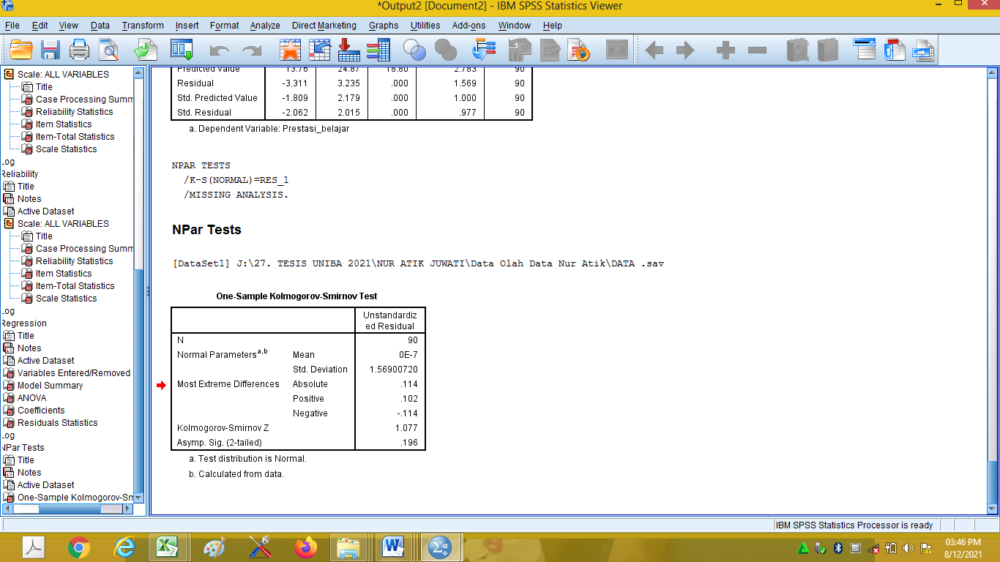 *Output2 [Document2] - IBM SPSS Statistics Viewer
File Edit View Data Transform Insert Format Analyze Direct Marketing Graphs Utilities Add-ons Window Help
Scale: ALL VARIABLES
Title
Case Processing Summ
Reliability Statistics
Item Statistics
Item-Total Statistics
Scale Statistics
Log
Reliability
Title
Notes
Active Dataset
Scale: ALL VARIABLES
Title
Case Processing Summ
Reliability Statistics
Item Statistics
Item-Total Statistics
Scale Statistics
Log
Regression
Title
Notes
Active Dataset
Variables Entered/Removed
Model Summary
ANOVA
Coefficients
Residuals Statistics
Log
NPar Tests
Title
Notes
Active Dataset
One-Sample Kolmogorov-Sm
Predicted Value 13.76 24.87 18.80 2.783 90
Residual -3.311 3.235 .000 1.569 90
Std. Predicted Value -1.809 2.179 .000 1.000 90
Std. Residual -2.062 2.015 .000 .977 90
a. Dependent Variable: Prestasi_belajar
NPAR TESTS
/K-S(NORMAL)=RES_1
/MISSING ANALYSIS.
NPar Tests
[DataSet1] J:\27. TESIS UNIBA 2021\NUR ATIK JUWATI\Data Olah Data Nur Atik\DATA .sav
One-Sample Kolmogorov-Smirnov Test
Unstandardiz
ed Residual
N 90
Normal Parametersa,b Mean 0E-7
Std. Deviation 1.56900720
Most Extreme Differences Absolute .114
Positive .102
Negative -.114
Kolmogorov-Smirnov Z 1.077
Asymp. Sig. (2-tailed) .196
a. Test distribution is Normal.
b. Calculated from data.
IBM SPSS Statistics Processor is ready
03:46 PM
8/12/2021